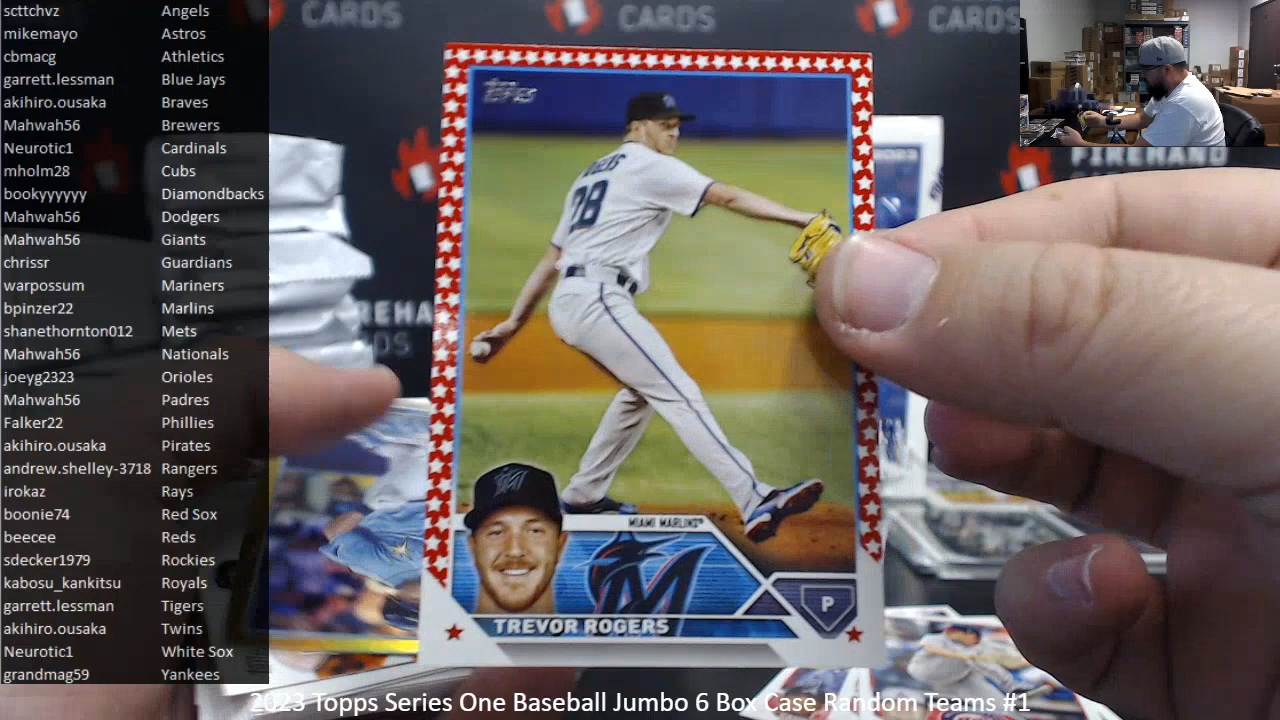 scttchvz Angels
mikemayo Astros
cbmacg Athletics
garrett.lessman Blue Jays
akihiro.ousaka Braves
Mahwah56 Brewers
Neurotic1 Cardinals
mholm28 Cubs
bookyyyyyy Diamondbacks
Mahwah56 Dodgers
Mahwah56 Giants
chrissr Guardians
warpossum Mariners
bpinzer22 Marlins
shanethornton012 Mets
Mahwah56 Nationals
joeyg2323 Orioles
Mahwah56 Padres
Falker22 Phillies
akihiro.ousaka Pirates
andrew.shelley-3718 Rangers
irokaz Rays
boonie74 Red Sox
beecee Reds
sdecker1979 Rockies
kabosu_kankitsu Royals
garrett.lessman Tigers
akihiro.ousaka Twins
Neurotic1 White Sox
grandmag59 Yankees
CARDS
CARDS
CARDS
TOPPS
28
FIREHAND
MIAMI MARLINS
P
TREVOR ROGERS
2023 Topps Series One Baseball Jumbo 6 Box Case Random Teams #1